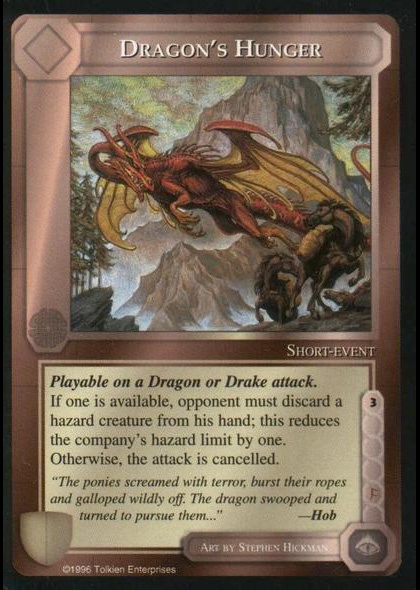 DRAGON'S HUNGER
SHORT-EVENT
Playable on a Dragon or Drake attack.
If one is available, opponent must discard a
hazard creature from his hand; this reduces
the company's hazard limit by one.
Otherwise, the attack is cancelled.
3
"The ponies screamed with terror, burst their ropes
and galloped wildly off. The dragon swooped and
turned to pursue them..." —Hob
F
ART BY STEPHEN HICKMAN
©1996 Tolkien Enterprises